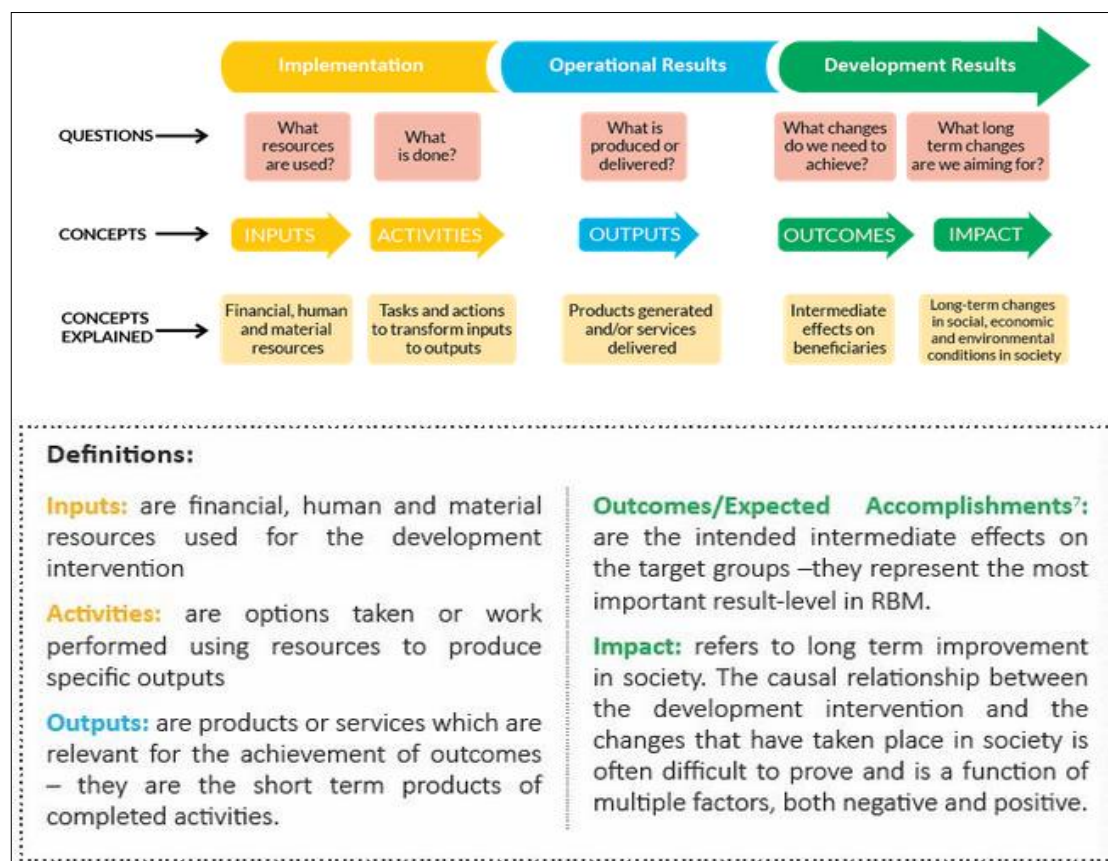 Implementation
Operational Results
Development Results
QUESTIONS
What
resources
are used?
What
is done?
What is
produced or
delivered?
What changes
do we need to
achieve?
What long
term changes
are we aiming for?
CONCEPTS
INPUTS
ACTIVITIES
OUTPUTS
OUTCOMES
IMPACT
CONCEPTS
EXPLAINED
Financial, human
and material
resources
Tasks and actions
to transform inputs
to outputs
Products generated
and/or services
delivered
Intermediate
effects on
beneficiaries
Long-term changes
in social, economic
and environmental
conditions in society
Definitions:
Inputs: are financial, human and material
resources used for the development
intervention
Activities: are options taken or work
performed using resources to produce
specific outputs
Outputs: are products or services which are
relevant for the achievement of outcomes
– they are the short term products of
completed activities.
Outcomes/Expected Accomplishments⁷:
are the intended intermediate effects on
the target groups –they represent the most
important result-level in RBM.
Impact: refers to long term improvement
in society. The causal relationship between
the development intervention and the
changes that have taken place in society is
often difficult to prove and is a function of
multiple factors, both negative and positive.